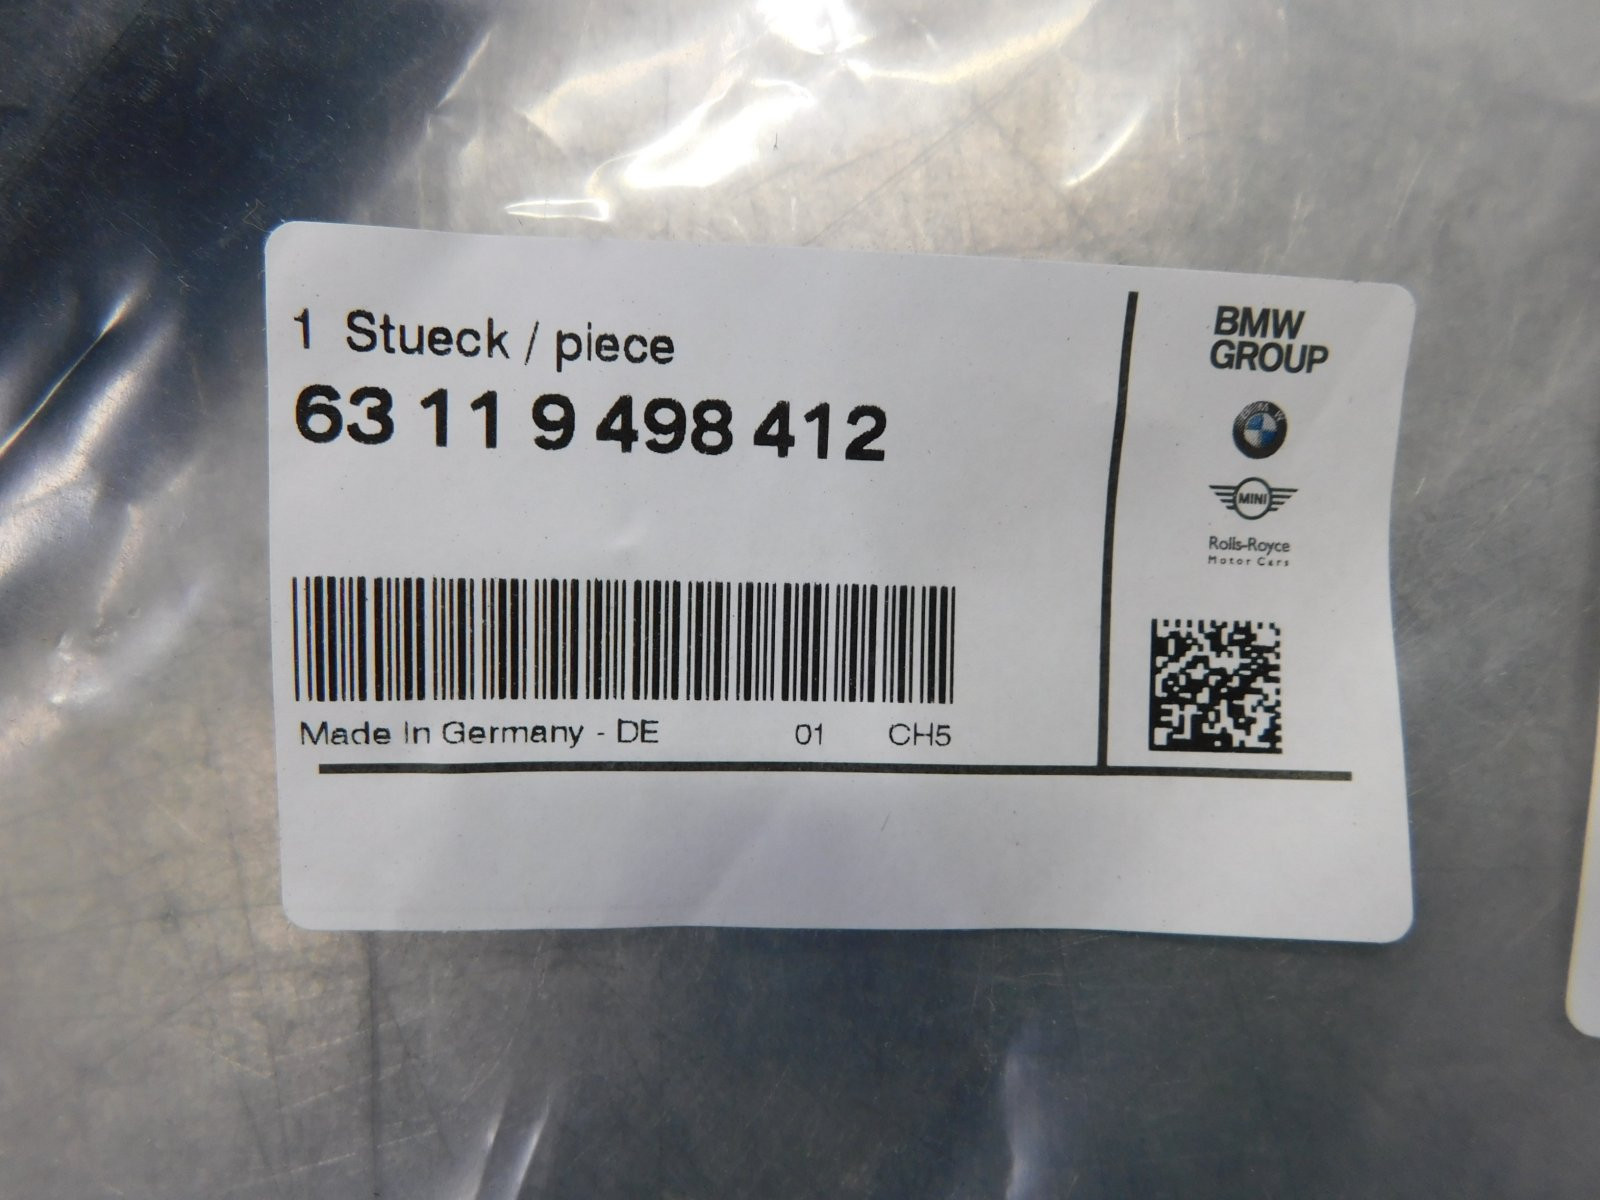 1 Stueck / piece
63 11 9 498 412
Made In Germany - DE 01 CH5
BMW
GROUP
BMW
MINI
Rolls-Royce
Motor Cars